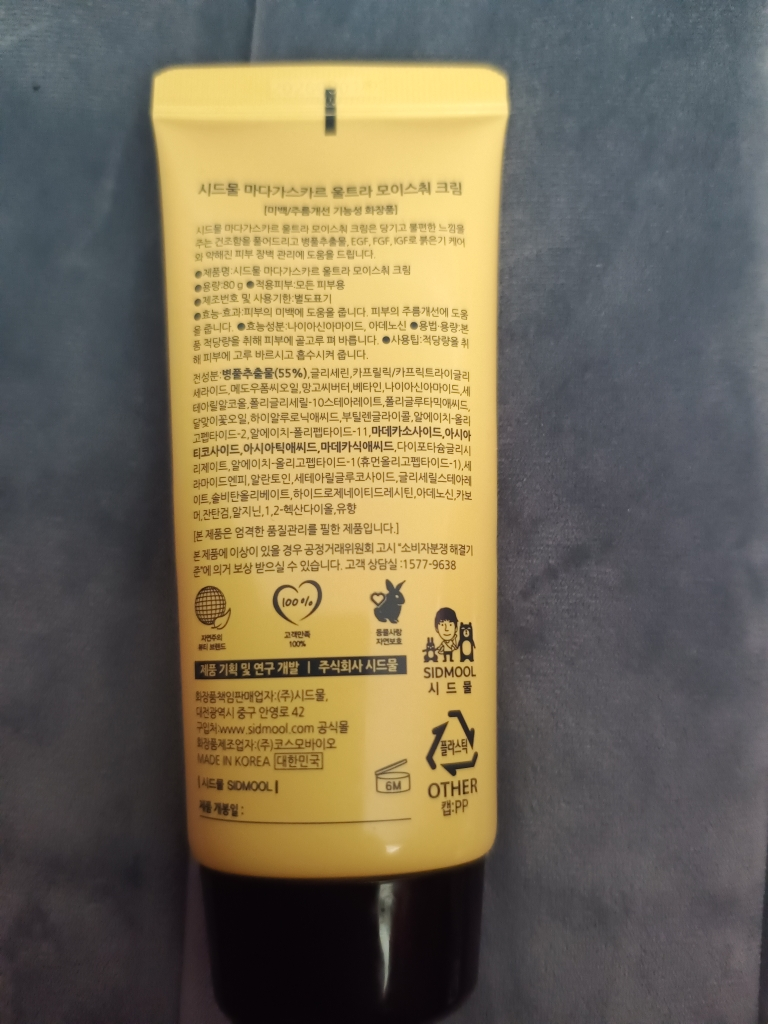 시드물 마다가스카르 울트라 모이스춰 크림
[미백/주름개선 기능성 화장품]
시드물 마다가스카르 울트라 모이스춰 크림은 당기고 불편한 느낌을
주는 건조함을 풀어드리고 병풀추출물, EGF, FGF, IGF로 붉은기 케어
와 약해진 피부 장벽 관리에 도움을 드립니다.
●제품명:시드물 마다가스카르 울트라 모이스춰 크림
●용량:80 g ●적용피부:모든 피부용
●제조번호 및 사용기한:별도표기
●효능·효과:피부의 미백에 도움을 줍니다. 피부의 주름개선에 도움
을 줍니다. ●효능성분:나이아신아마이드, 아데노신 ●용법·용량:본
품 적당량을 취해 피부에 골고루 펴 바릅니다. ●사용팁:적당량을 취
해 피부에 고루 바르시고 흡수시켜 줍니다.
전성분:병풀추출물(55%),글리세린,카프릴릭/카프릭트라이글리
세라이드,메도우폼씨오일,망고씨버터,베타인,나이아신아마이드,세
테아릴알코올,폴리글리세릴-10스테아레이트,폴리글루타믹애씨드,
달맞이꽃오일,하이알루로닉애씨드,부틸렌글라이콜,알에이치-올리
고펩타이드-2,알에이치-폴리펩타이드-11,마데카소사이드,아시아
티코사이드,아시아틱애씨드,마데카식애씨드,다이포타슘글리시
리제이트,알에이치-올리고펩타이드-1(휴먼올리고펩타이드-1),세
라마이드엔피,알란토인,세테아릴글루코사이드,글리세릴스테아레
이트,솔비탄올리베이트,하이드로제네이티드레시틴,아데노신,카보
머,잔탄검,알지닌,1,2-헥산다이올,유향
[본 제품은 엄격한 품질관리를 필한 제품입니다.]
본 제품에 이상이 있을 경우 공정거래위원회 고시 "소비자분쟁 해결기
준"에 의거 보상 받으실 수 있습니다. 고객 상담실 :1577-9638
100%
자연주의
뷰티 브랜드
고객만족
100%
동물사랑
자연보호
제품 기획 및 연구 개발 | 주식회사 시드물
SIDMOOL
시드물
화장품책임판매업자:(주)시드물,
대전광역시 중구 안영로 42
구입처:www.sidmool.com 공식몰
화장품제조업자:(주)코스모바이오
MADE IN KOREA 대한민국
| 시드물 SIDMOOL |
6M
플라스틱
OTHER
캡:PP
제품 개봉일 :